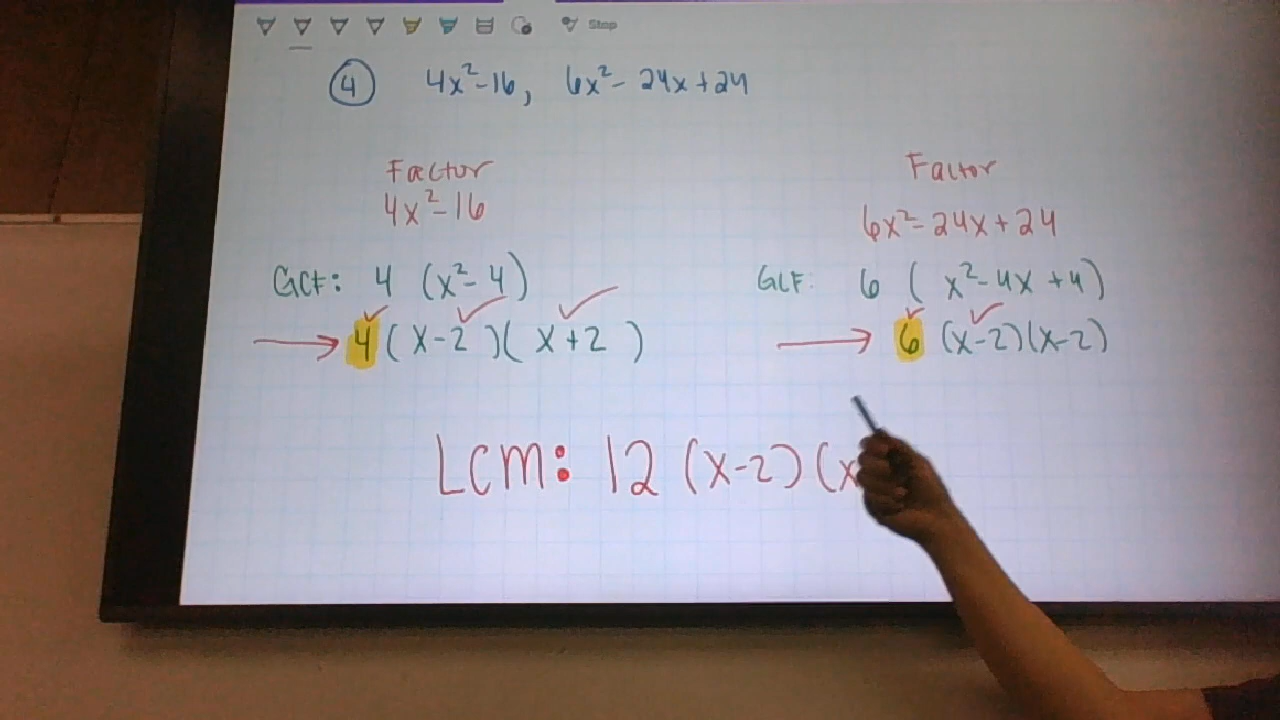 Stop
4 4x²-16, 6x²-24x+24
Factor
4x²-16
GCF: 4 (x²-4)
4(x-2)(x+2)
Factor
6x²-24x+24
GCF: 6 (x²-4x+4)
6 (x-2)(x-2)
LCM: 12 (x-2)(x